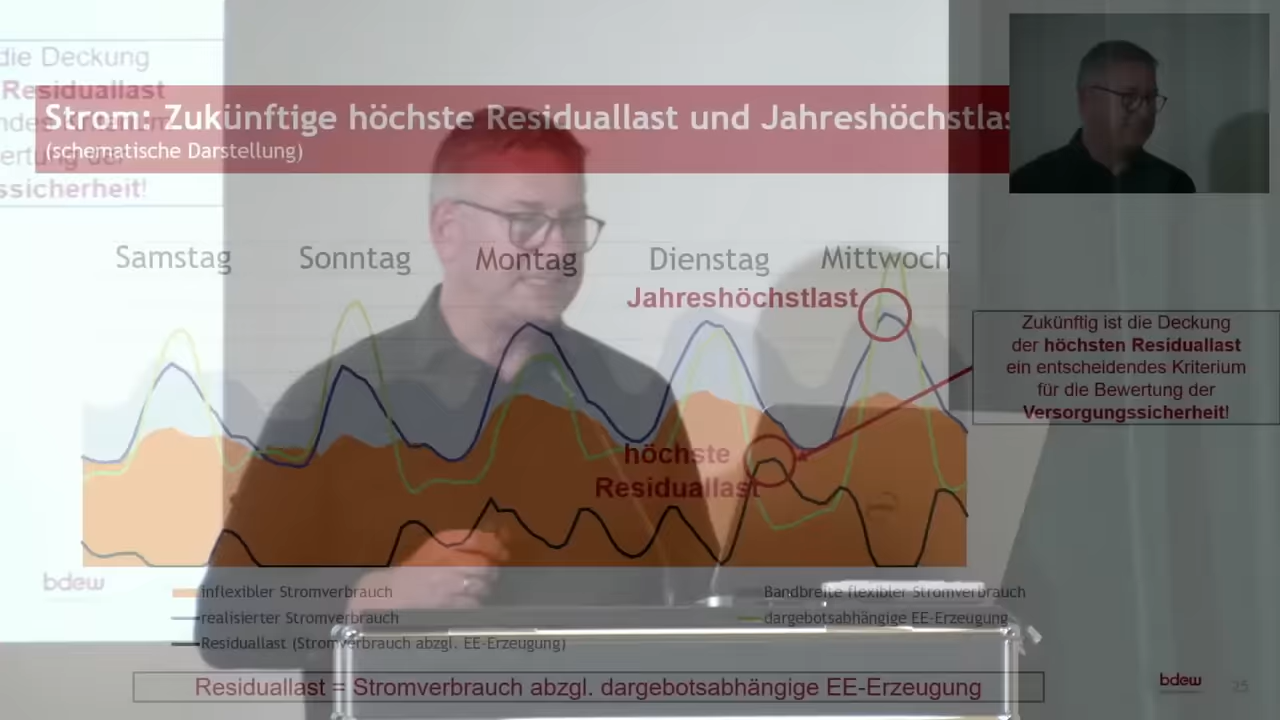 die Deckung
Residuallast
ssicherheit!
Strom: Zukünftige höchste Residuallast und Jahreshöchstlas
(schematische Darstellung)
Samstag
Sonntag
Montag
Dienstag
Mittwoch
Jahreshöchstlast
höchste
Residuallast
Zukünftig ist die Deckung
der höchsten Residuallast
ein entscheidendes Kriterium
für die Bewertung der
Versorgungssicherheit!
bdew
inflexibler Stromverbrauch
realisierter Stromverbrauch
Residuallast (Stromverbrauch abzgl. EE-Erzeugung)
Bandbreite flexibler Stromverbrauch
dargebotsabhängige EE-Erzeugung
Residuallast = Stromverbrauch abzgl. dargebotsabhängige EE-Erzeugung
bdew
25